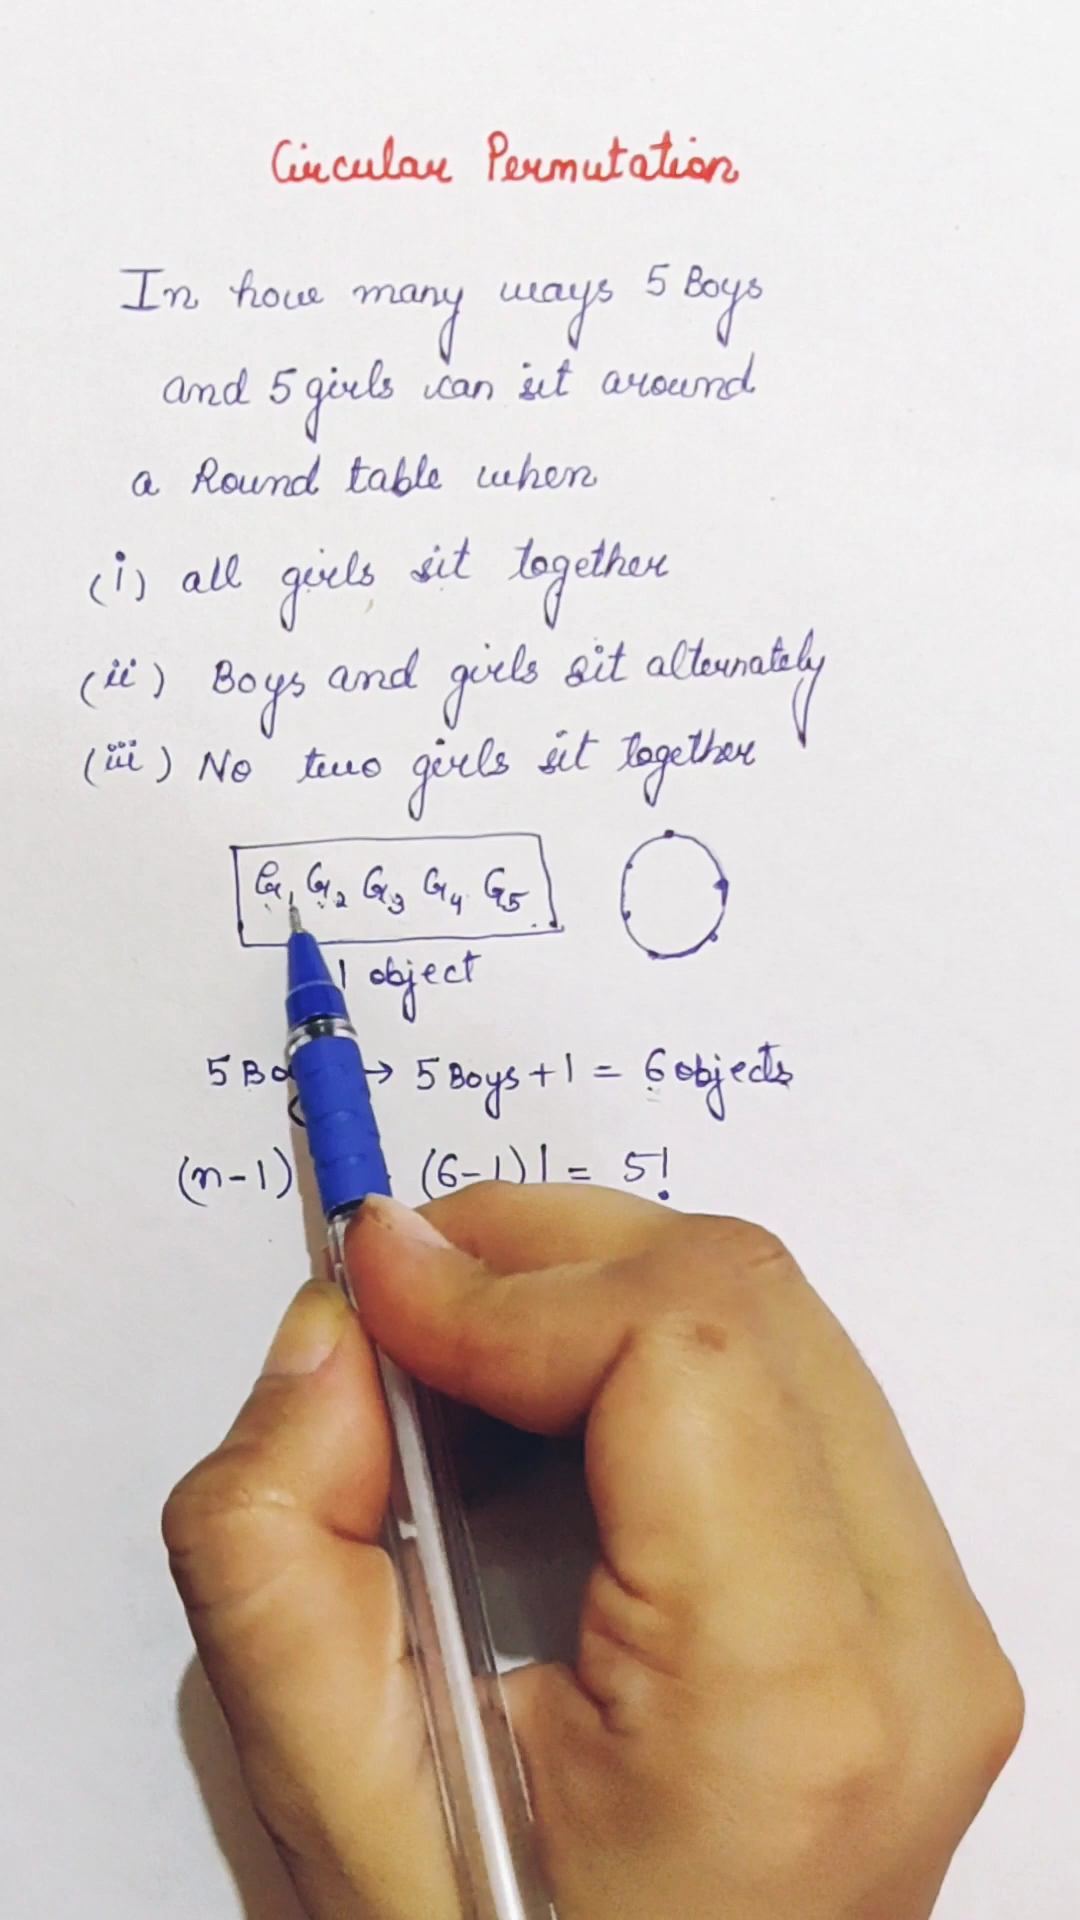 Circular Permutation
In how many ways 5 Boys
and 5 girls can sit around
a Round table when
(i) all girls sit together
(ii) Boys and girls sit alternately
(iii) No two girls sit together
G1 G2 G3 G4 G5
1 object
5 Bo → 5 Boys + 1 = 6 objects
(n-1) (6-1)! = 5!